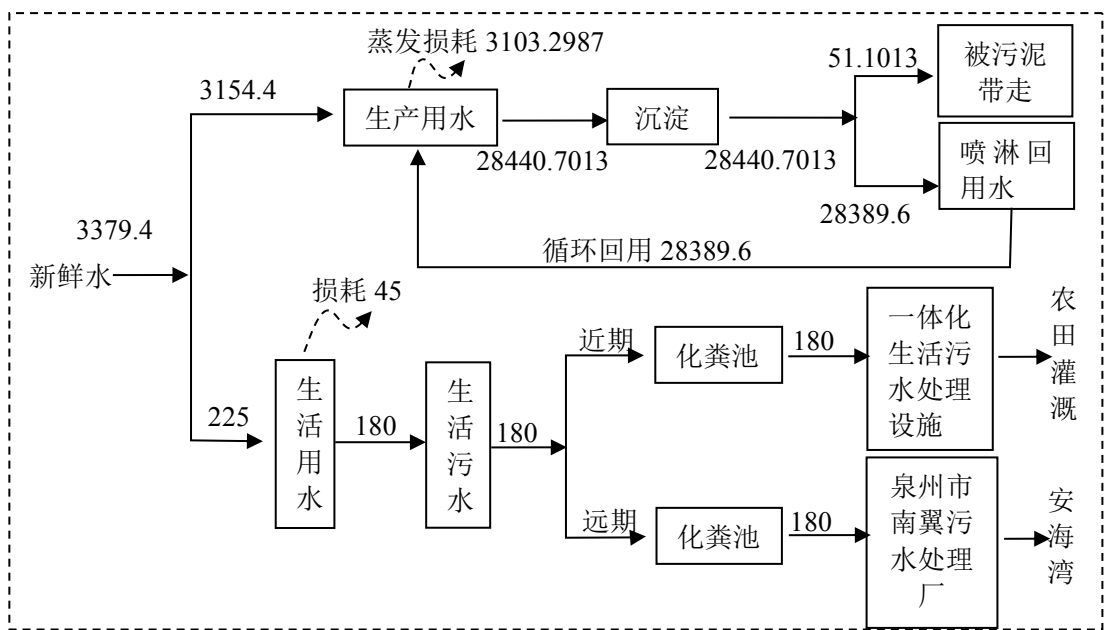 蒸发损耗 3103.2987
3154.4
生产用水
28440.7013
沉淀
28440.7013
51.1013
被污泥
带走
喷淋回
用水
28389.6
循环回用 28389.6
3379.4
新鲜水
损耗 45
225
生
活
用
水
180
生
活
污
水
180
近期
化粪池
180
一体化
生活污
水处理
设施
农
田
灌
溉
远期
化粪池
180
泉州市
南翼污
水处理
厂
安
海
湾